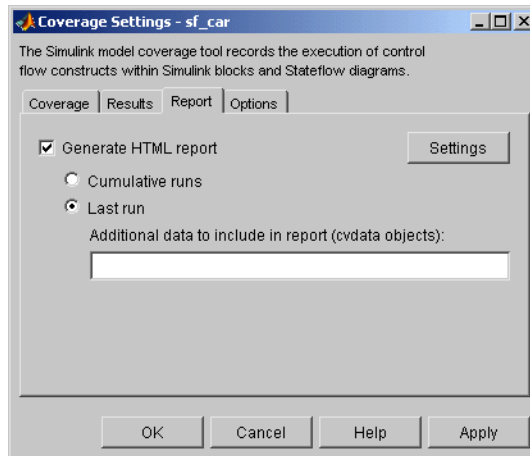 Coverage Settings - sf_car
The Simulink model coverage tool records the execution of control
flow constructs within Simulink blocks and Stateflow diagrams.
Coverage Results Report Options
Generate HTML report Settings
Cumulative runs
Last run
Additional data to include in report (cvdata objects):
OK Cancel Help Apply